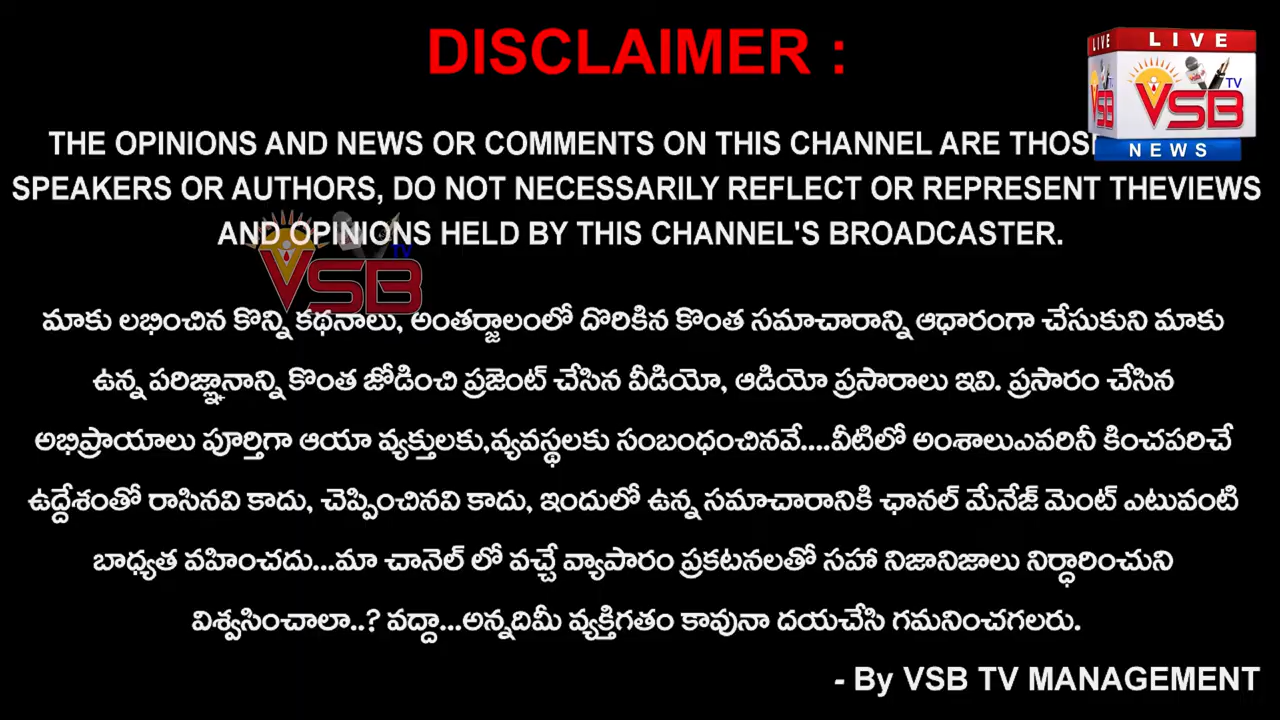 DISCLAIMER :
LIVE
LIVE
VSB
TV
VSB
NEWS
THE OPINIONS AND NEWS OR COMMENTS ON THIS CHANNEL ARE
SPEAKERS OR AUTHORS, DO NOT NECESSARILY REFLECT OR REPRESENT THEVIEWS
AND OPINIONS HELD BY THIS CHANNEL'S BROADCASTER.
VSB TV
మాకు లభించిన కొన్ని కథనాలు, అంతర్జాలంలో దొరికిన కొంత సమాచారాన్ని ఆధారంగా చేసుకుని మాకు
ఉన్న పరిజ్ఞానాన్ని కొంత జోడించి ప్రజెంట్ చేసిన వీడియో, ఆడియో ప్రసారాలు ఇవి. ప్రసారం చేసిన
అభిప్రాయాలు పూర్తిగా ఆయా వ్యక్తులకు,వ్యవస్థలకు సంబంధంచినవే....వీటిలో అంశాలుఎవరినీ కించపరిచే
ఉద్దేశంతో రాసినవి కాదు, చెప్పించినవి కాదు, ఇందులో ఉన్న సమాచారానికి ఛానల్ మేనేజ్ మెంట్ ఎటువంటి
బాధ్యత వహించదు...మా చానెల్ లో వచ్చే వ్యాపారం ప్రకటనలతో సహా నిజానిజాలు నిర్ధారించుని
విశ్వసించాలా..? వద్దా...అన్నదిమీ వ్యక్తిగతం కావునా దయచేసి గమనించగలరు.
- By VSB TV MANAGEMENT